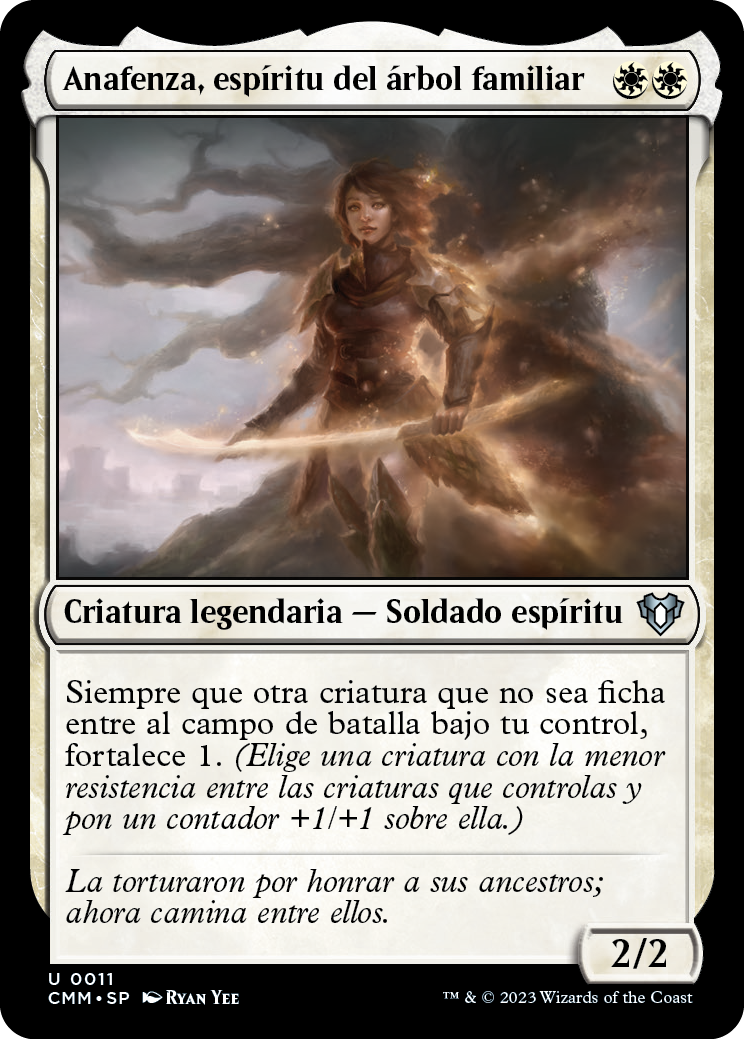 Anafenza, espíritu del árbol familiar
Criatura legendaria — Soldado espíritu
Siempre que otra criatura que no sea ficha
entre al campo de batalla bajo tu control,
fortalece 1. (Elige una criatura con la menor
resistencia entre las criaturas que controlas y
pon un contador +1/+1 sobre ella.)
La torturaron por honrar a sus ancestros;
ahora camina entre ellos.
2/2
U 0011
CMM • SP Ryan Yee
™ & © 2023 Wizards of the Coast